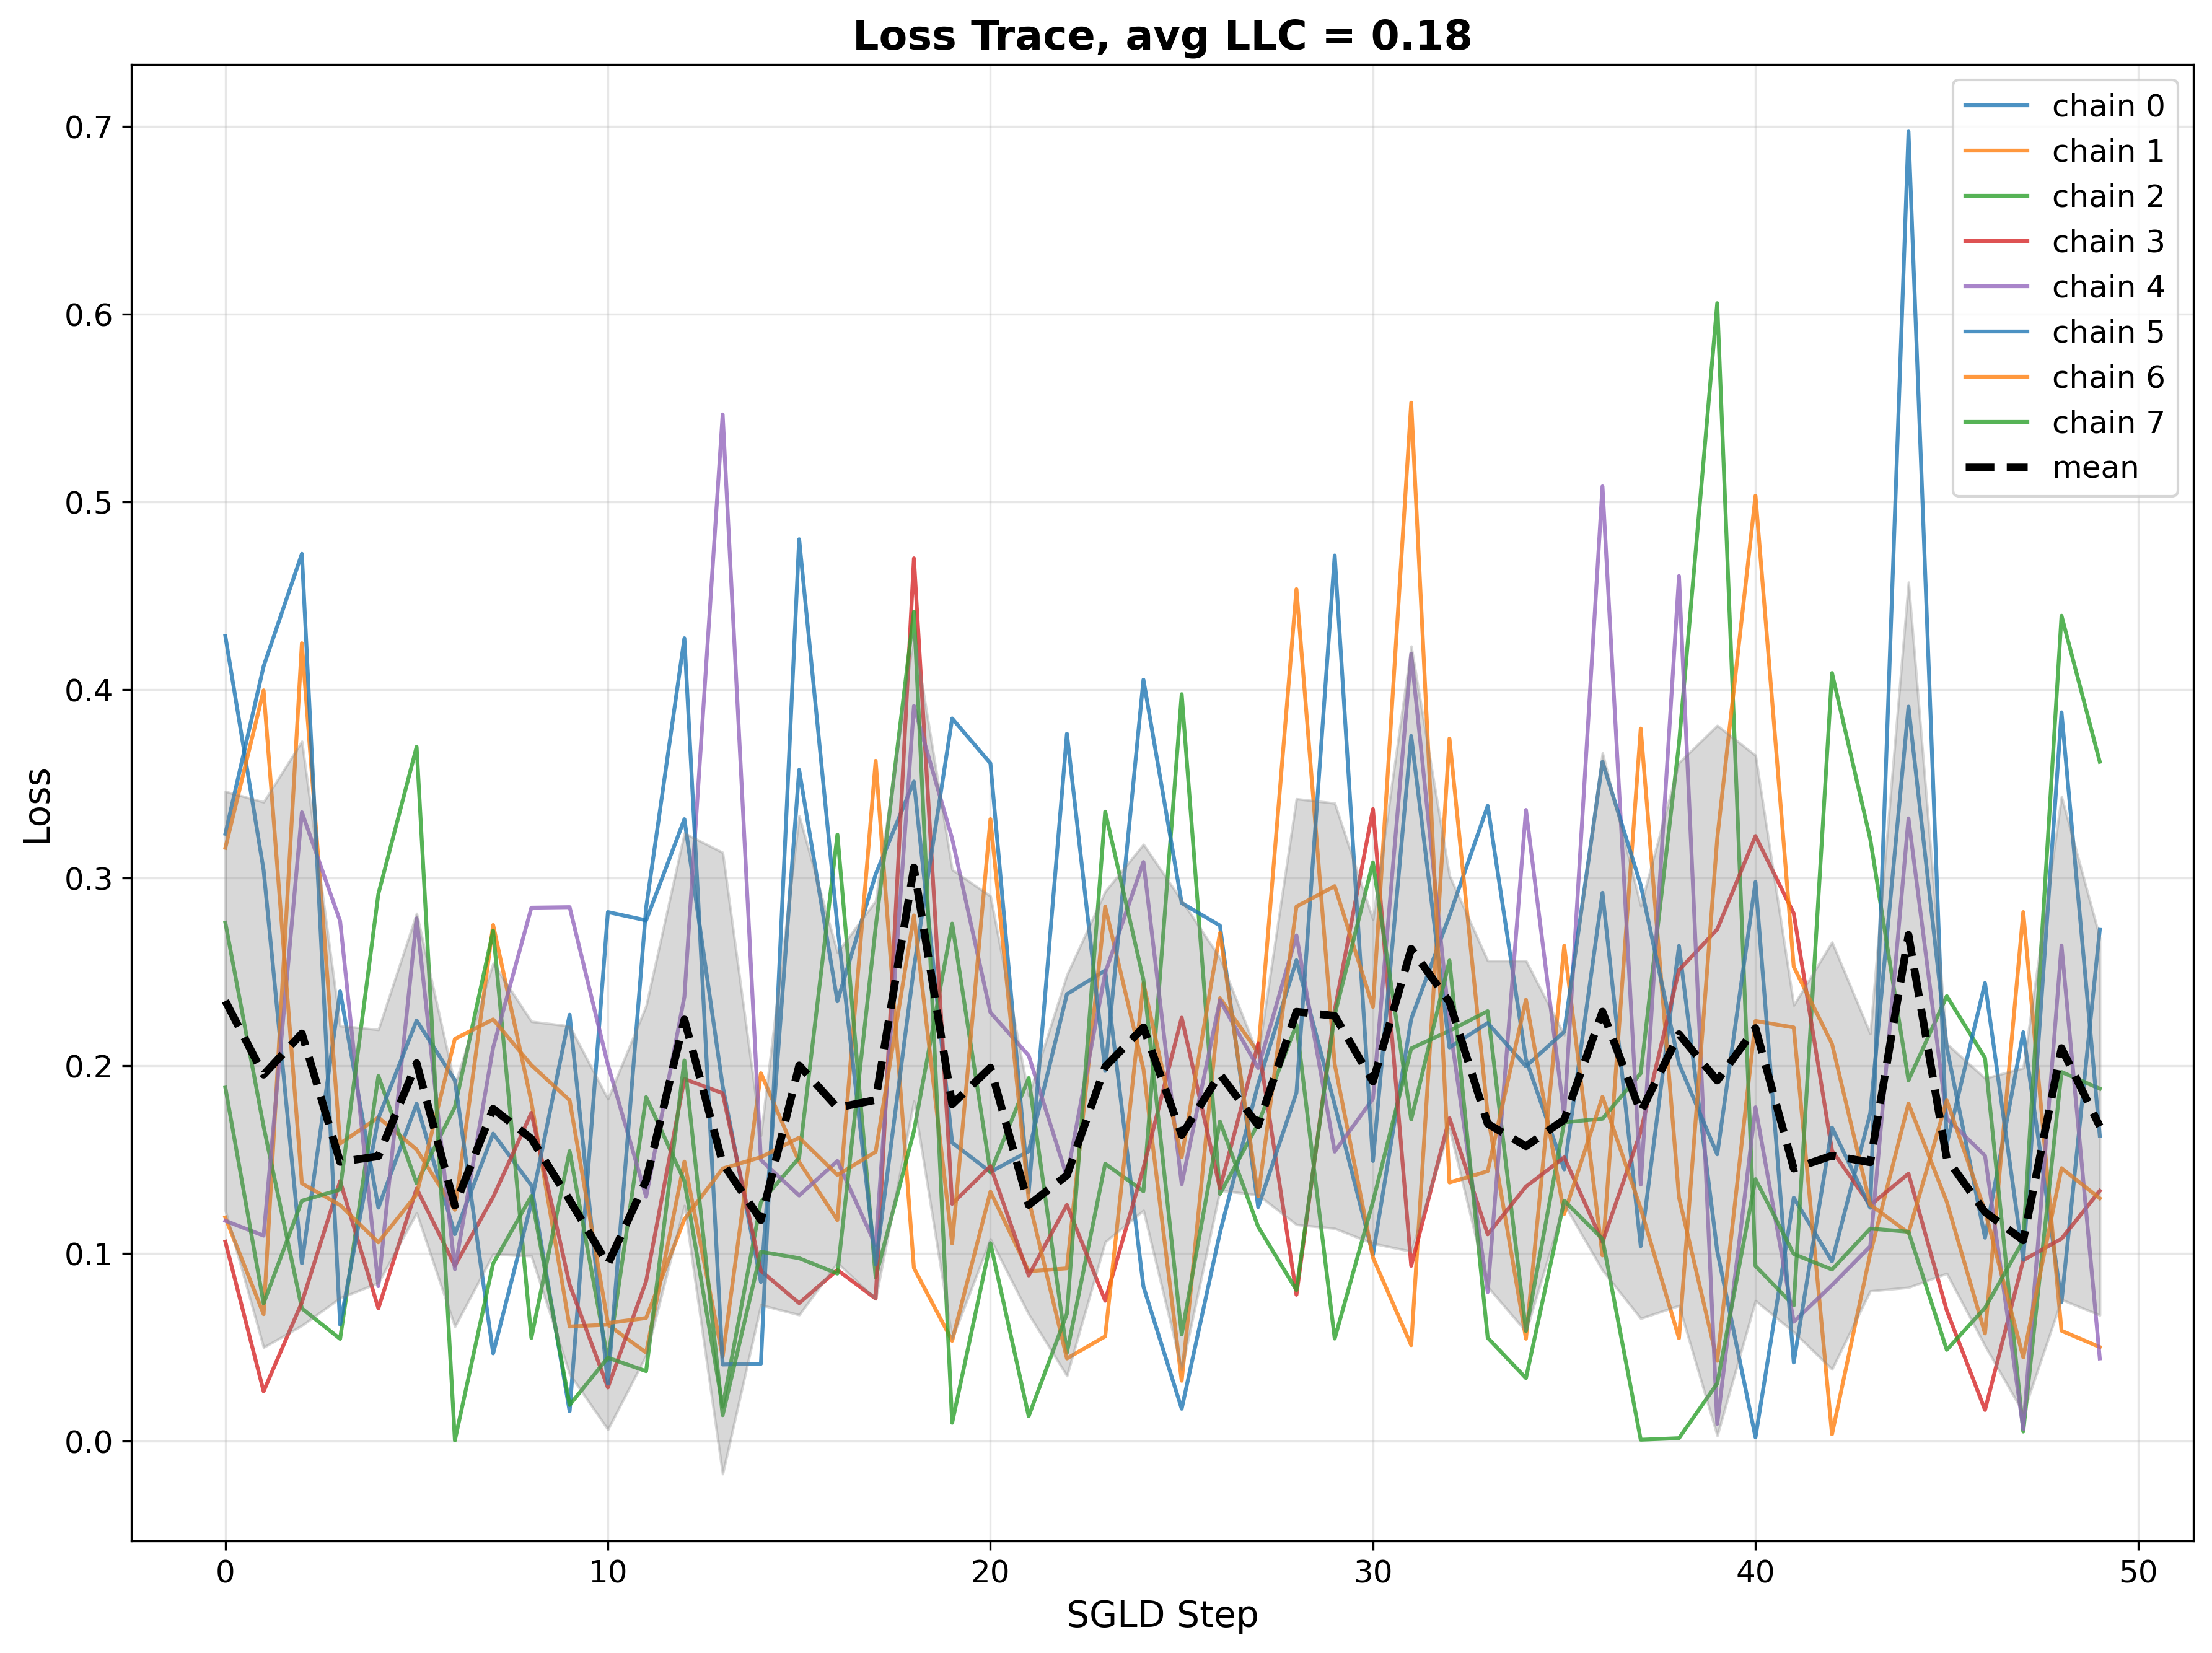 Loss Trace, avg LLC = 0.18
chain 0
chain 1
chain 2
chain 3
chain 4
chain 5
chain 6
chain 7
mean
Loss
0.7
0.6
0.5
0.4
0.3
0.2
0.1
0.0
0 10 20 30 40 50
SGLD Step